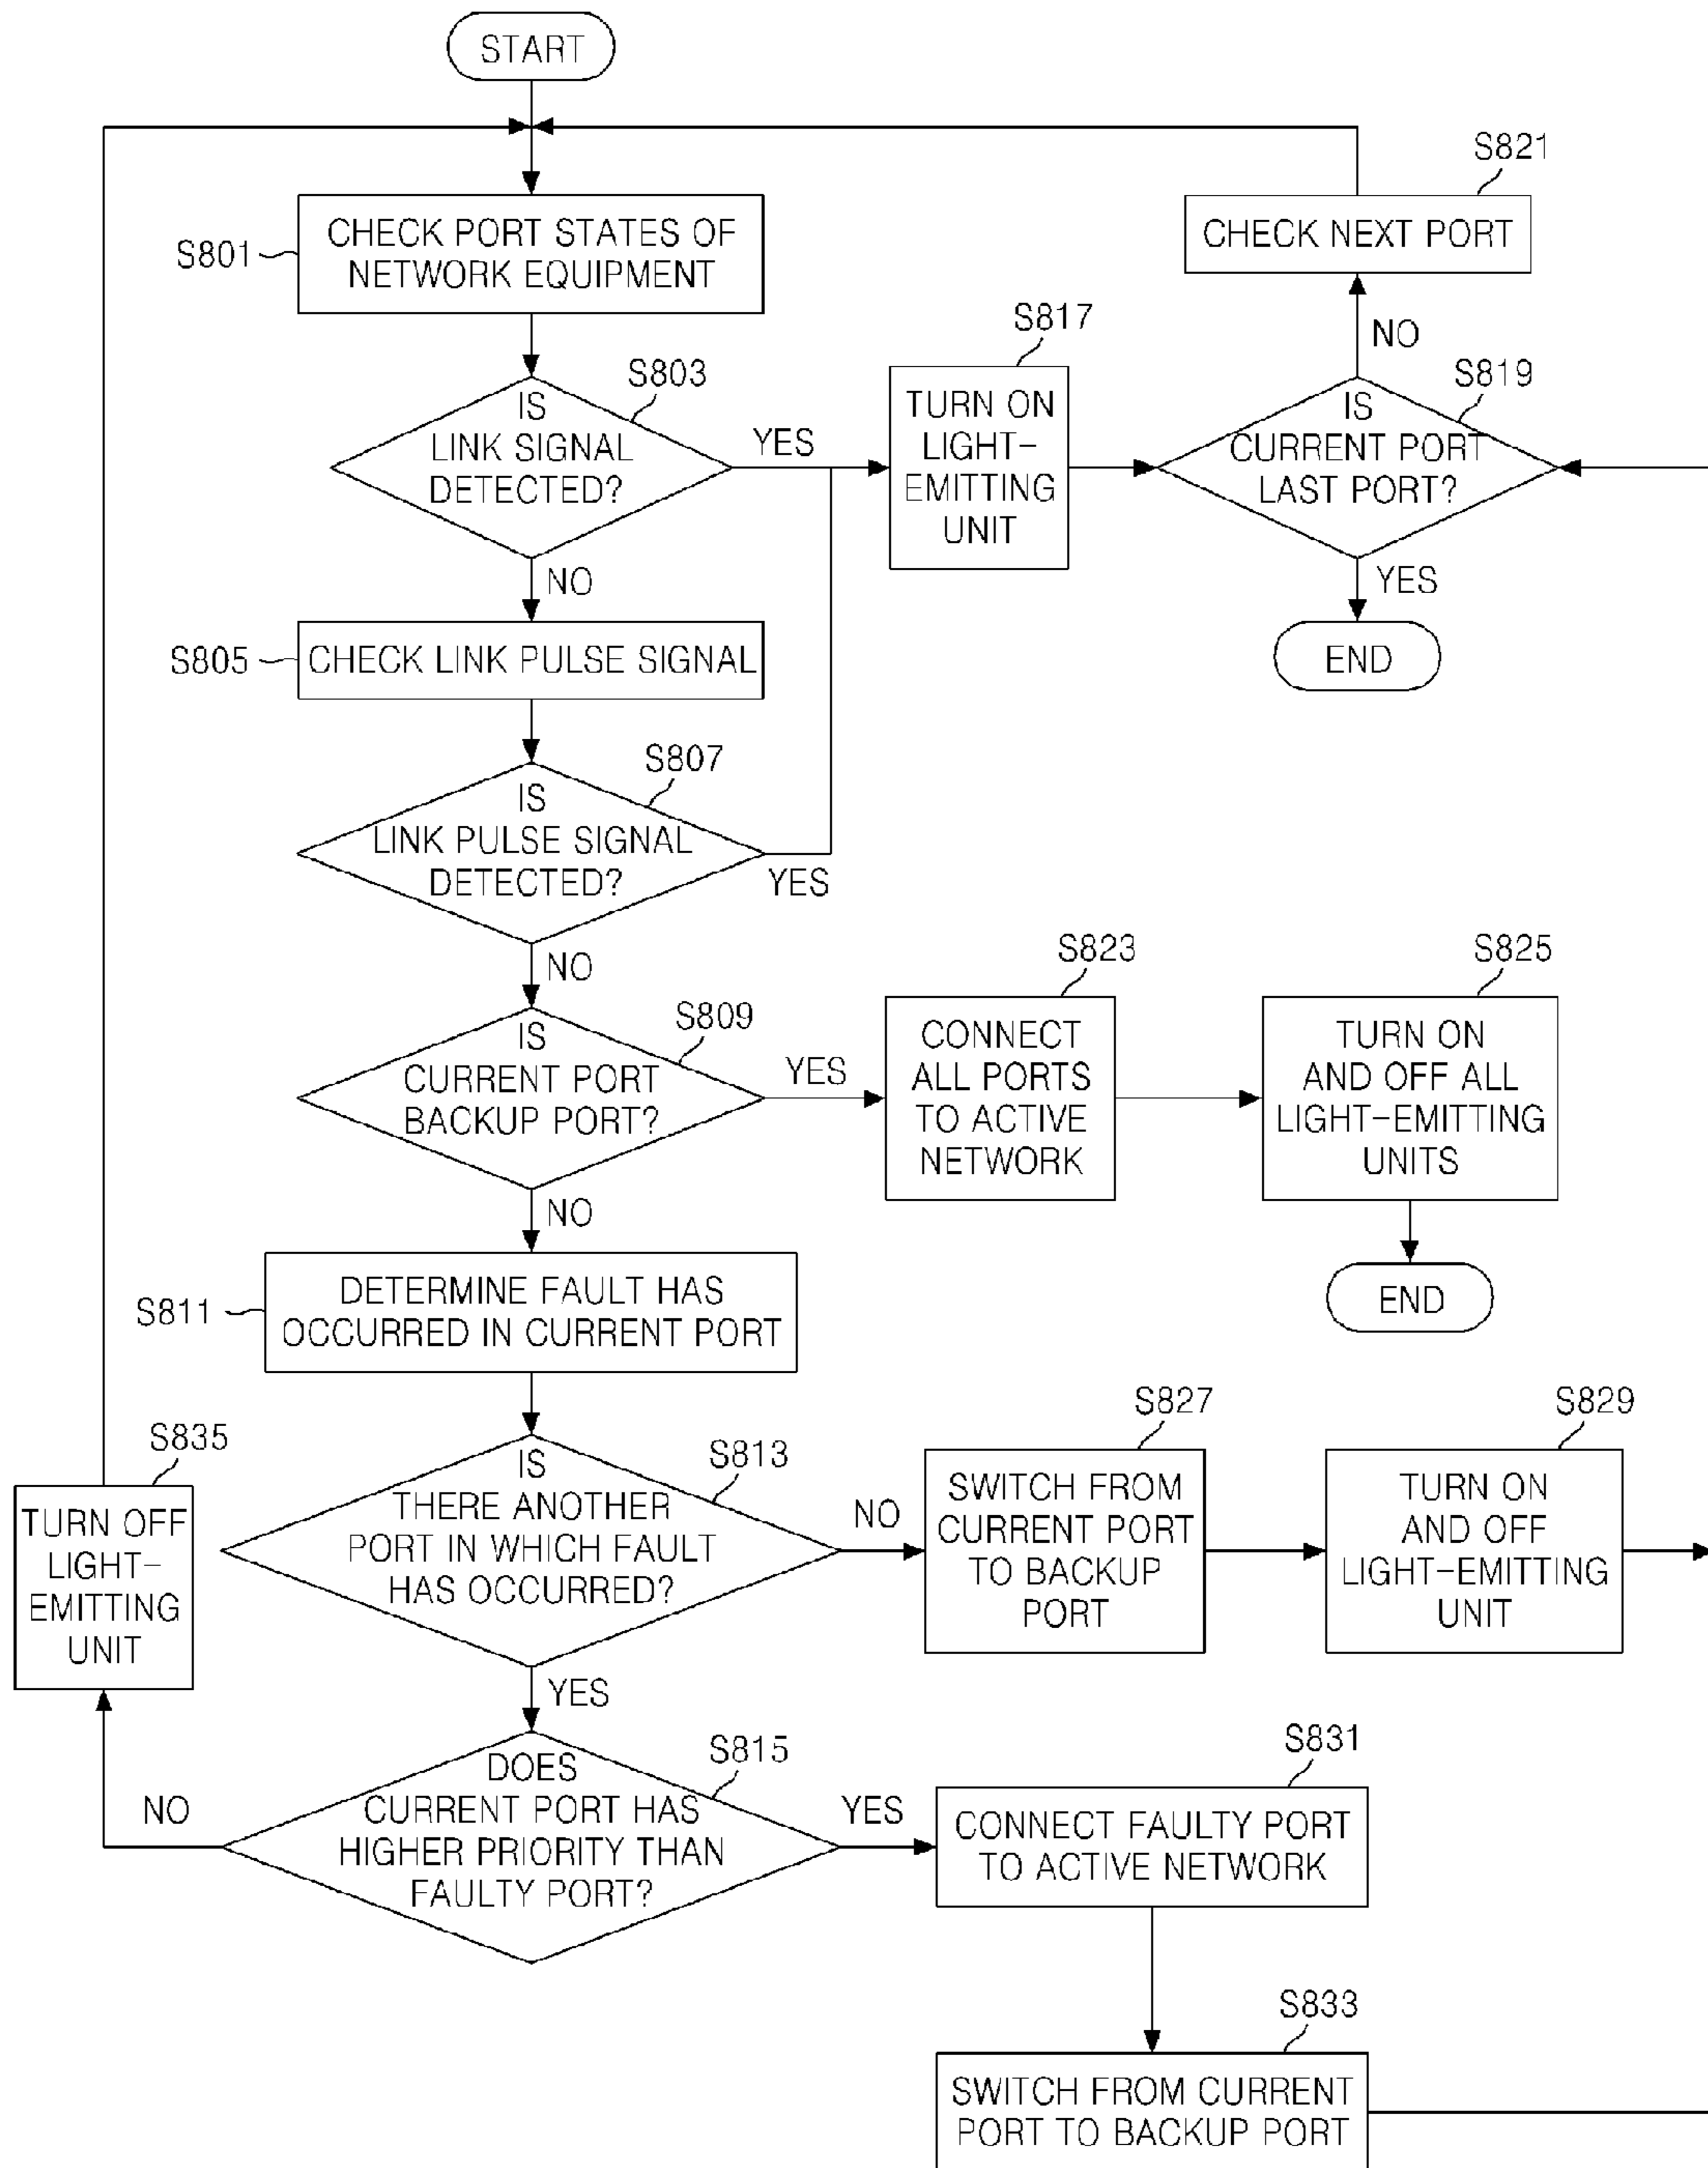 START
S801
CHECK PORT STATES OF
NETWORK EQUIPMENT
S821
CHECK NEXT PORT
S803
IS
LINK SIGNAL
DETECTED?
YES
NO
S817
TURN ON
LIGHT-
EMITTING
UNIT
NO
S819
IS
CURRENT PORT
LAST PORT?
YES
END
S805
CHECK LINK PULSE SIGNAL
S807
IS
LINK PULSE SIGNAL
DETECTED?
YES
NO
S809
IS
CURRENT PORT
BACKUP PORT?
YES
NO
S823
CONNECT
ALL PORTS
TO ACTIVE
NETWORK
S825
TURN ON
AND OFF ALL
LIGHT-EMITTING
UNITS
END
S811
DETERMINE FAULT HAS
OCCURRED IN CURRENT PORT
S835
TURN OFF
LIGHT-
EMITTING
UNIT
S813
IS
THERE ANOTHER
PORT IN WHICH FAULT
HAS OCCURRED?
NO
YES
S827
SWITCH FROM
CURRENT PORT
TO BACKUP
PORT
S829
TURN ON
AND OFF
LIGHT-EMITTING
UNIT
S815
DOES
CURRENT PORT HAS
HIGHER PRIORITY THAN
FAULTY PORT?
NO
YES
S831
CONNECT FAULTY PORT
TO ACTIVE NETWORK
S833
SWITCH FROM CURRENT
PORT TO BACKUP PORT